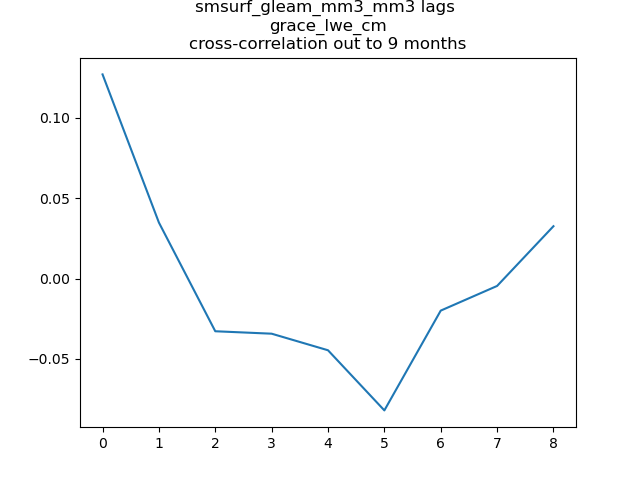 smsurf_gleam_mm3_mm3 lags
grace_lwe_cm
cross-correlation out to 9 months
0.10
0.05
0.00
−0.05
0 1 2 3 4 5 6 7 8